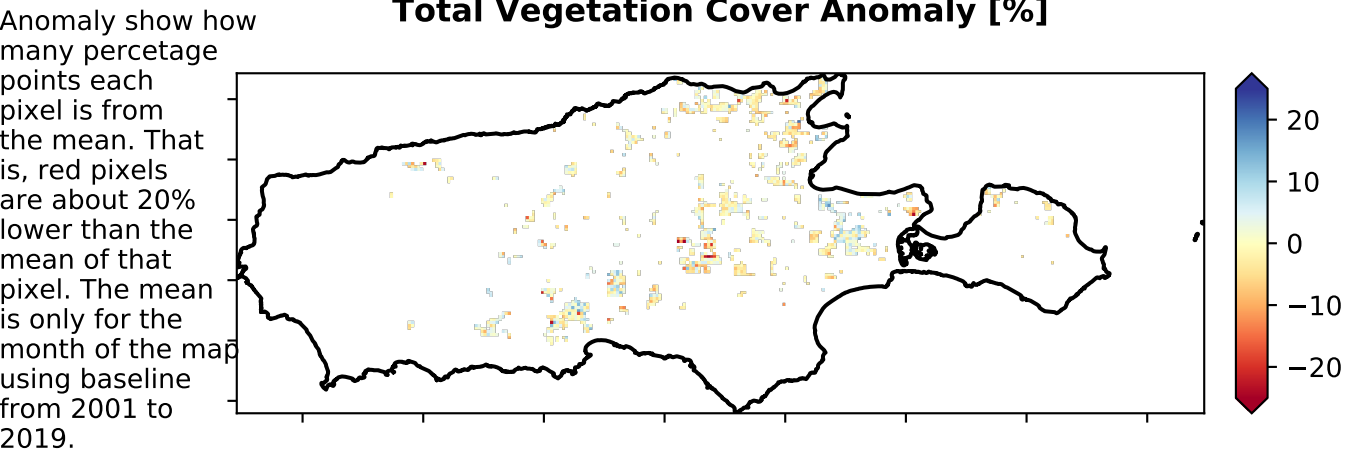 Total Vegetation Cover Anomaly [%]
Anomaly show how
many percetage
points each
pixel is from
the mean. That
is, red pixels
are about 20%
lower than the
mean of that
pixel. The mean
is only for the
month of the map
using baseline
from 2001 to
2019.
20
10
0
−10
−20